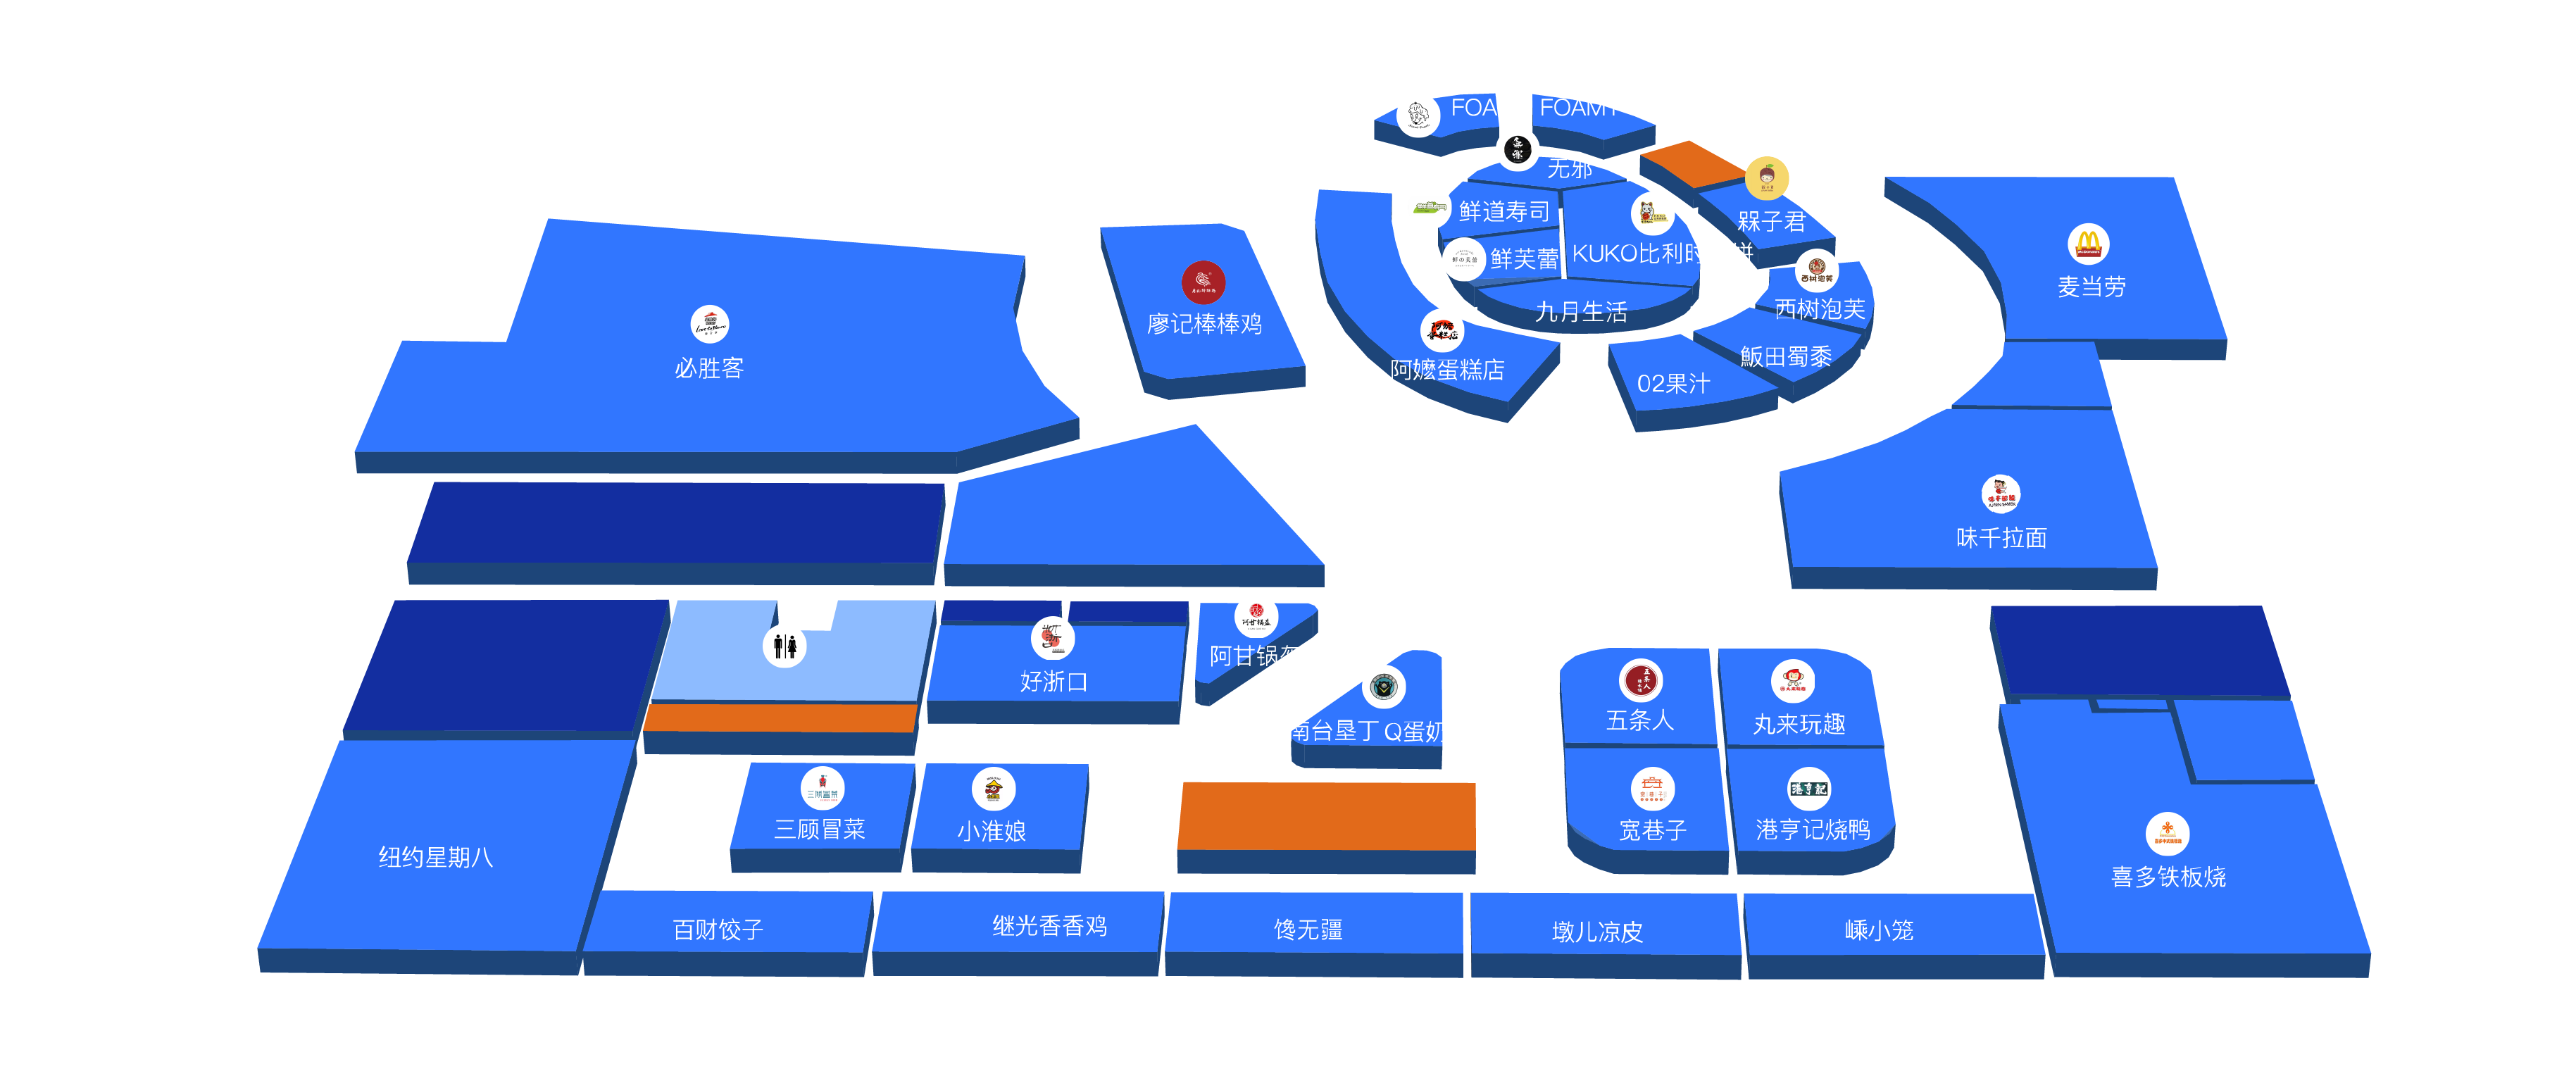 FOA
FOAM
无邪
鲜道寿司
槑子君
鲜芙蕾
KUKO比利时
麦当劳
西树泡芙
九月生活
廖记棒棒鸡
飯田蜀黍
必胜客
阿嬷蛋糕店
02果汁
味千拉面
阿甘锅
好浙口
五条人
丸来玩趣
南台垦丁Q蛋奶
三顾冒菜
小淮娘
宽巷子
港亨记烧鸭
纽约星期八
喜多铁板烧
百财饺子
继光香香鸡
馋无疆
墩儿凉皮
嵊小笼